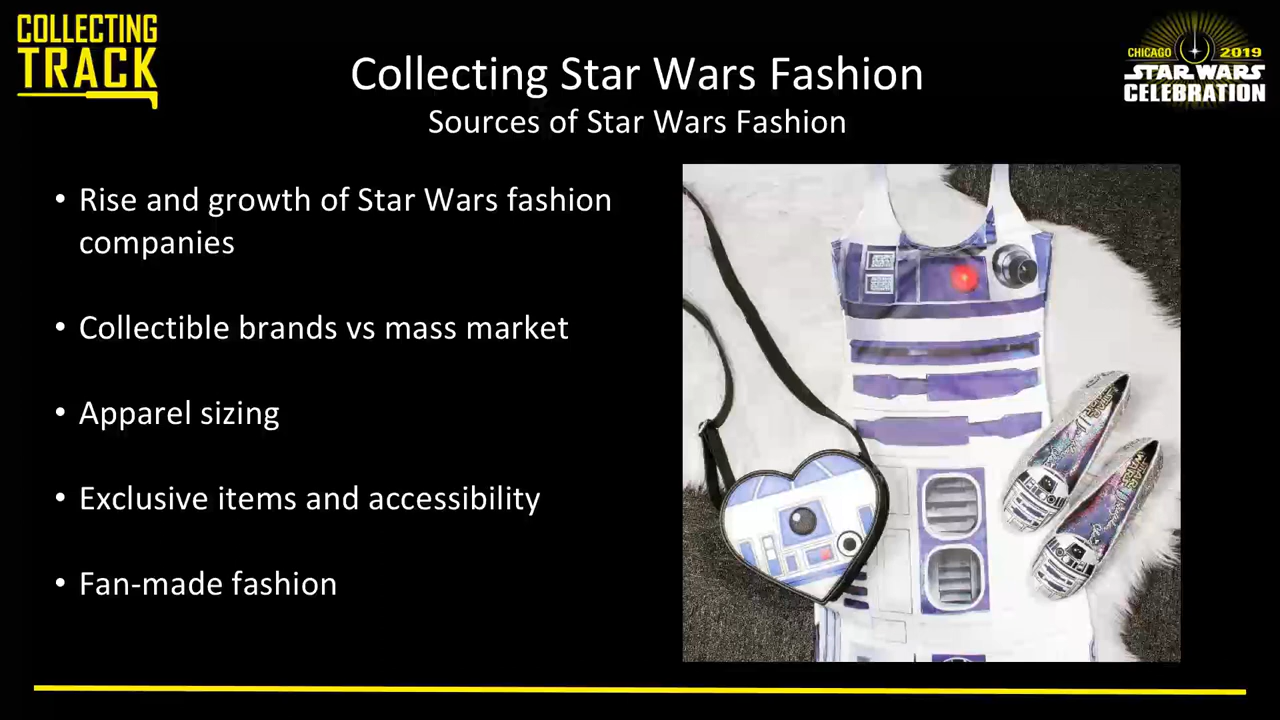 COLLECTING
TRACK
CHICAGO 2019
STAR WARS
CELEBRATION
Collecting Star Wars Fashion
Sources of Star Wars Fashion
• Rise and growth of Star Wars fashion
companies
• Collectible brands vs mass market
• Apparel sizing
• Exclusive items and accessibility
• Fan-made fashion